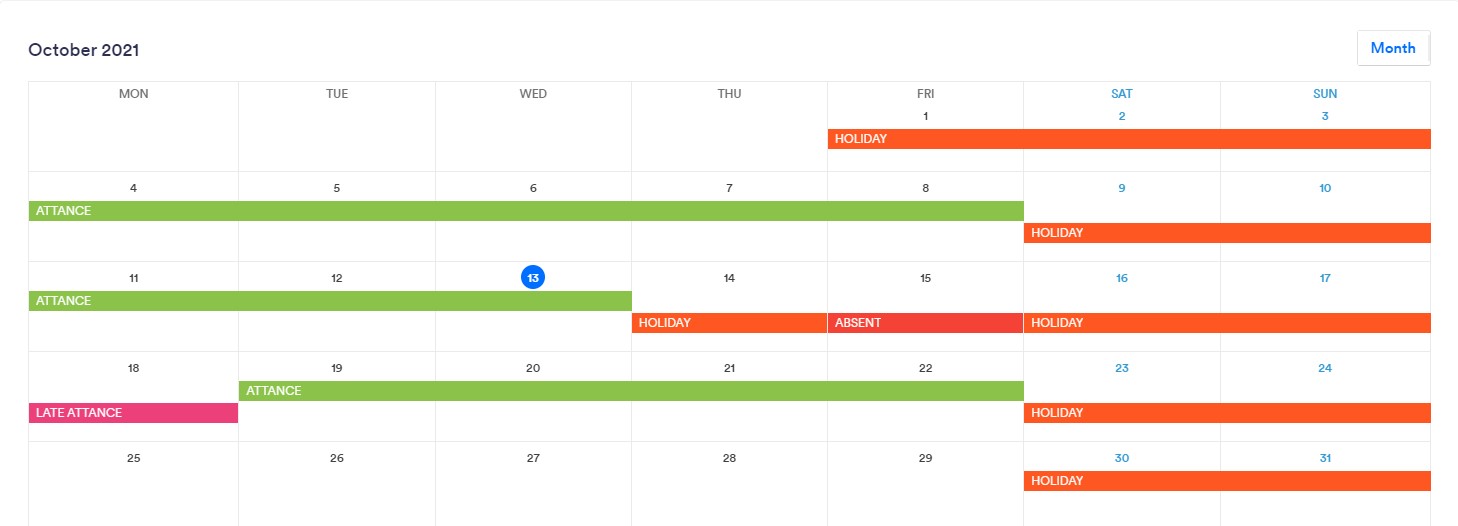 October 2021
Month
MON TUE WED THU FRI SAT SUN
1 2 3
HOLIDAY
4 5 6 7 8 9 10
ATTANCE
HOLIDAY
11 12 13 14 15 16 17
ATTANCE
HOLIDAY ABSENT HOLIDAY
18 19 20 21 22 23 24
ATTANCE
LATE ATTANCE HOLIDAY
25 26 27 28 29 30 31
HOLIDAY